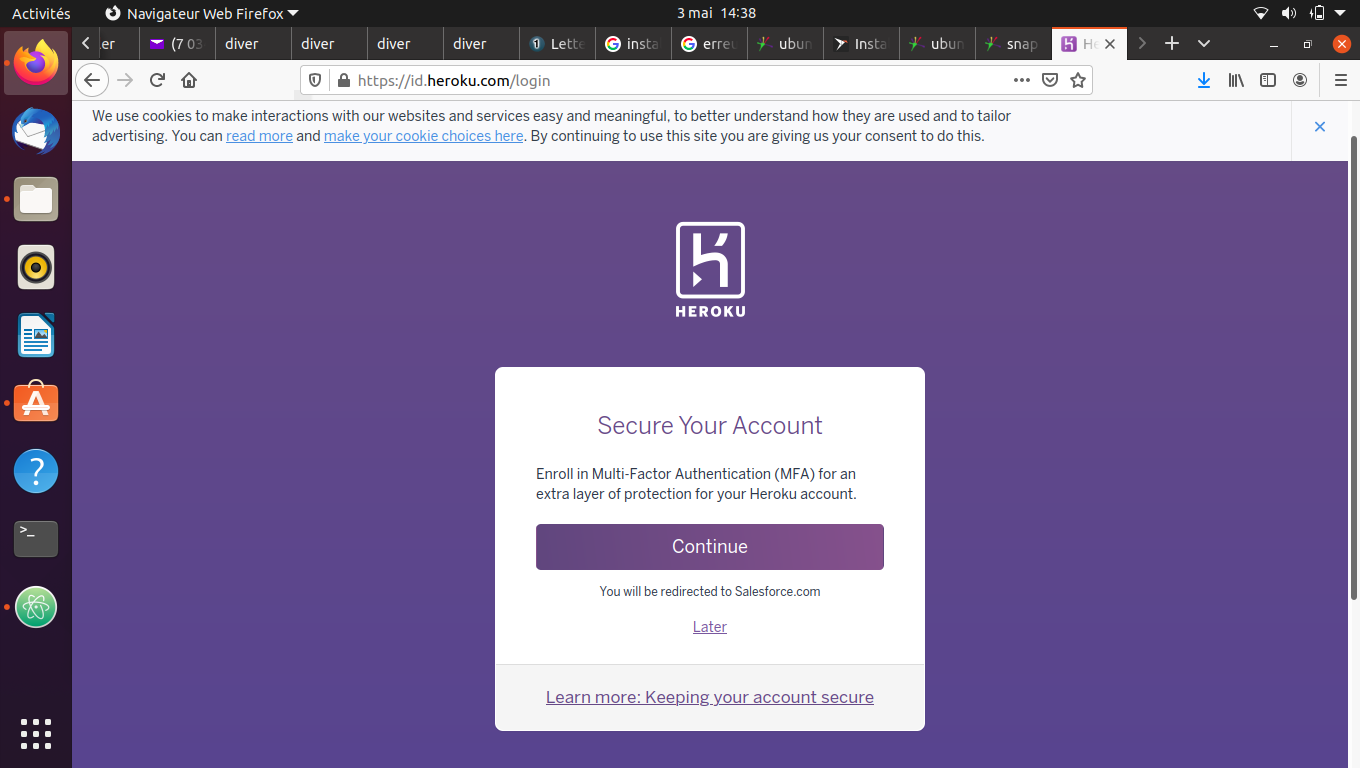 Activités
Navigateur Web Firefox
3 mai 14:38
(7 03
diver
diver
diver
diver
Lette
insta
erreu
ubun
Insta
ubun
snap
https://id.heroku.com/login
We use cookies to make interactions with our websites and services easy and meaningful, to better understand how they are used and to tailor
advertising. You can read more and make your cookie choices here. By continuing to use this site you are giving us your consent to do this.
HEROKU
Secure Your Account
Enroll in Multi-Factor Authentication (MFA) for an
extra layer of protection for your Heroku account.
Continue
You will be redirected to Salesforce.com
Later
Learn more: Keeping your account secure